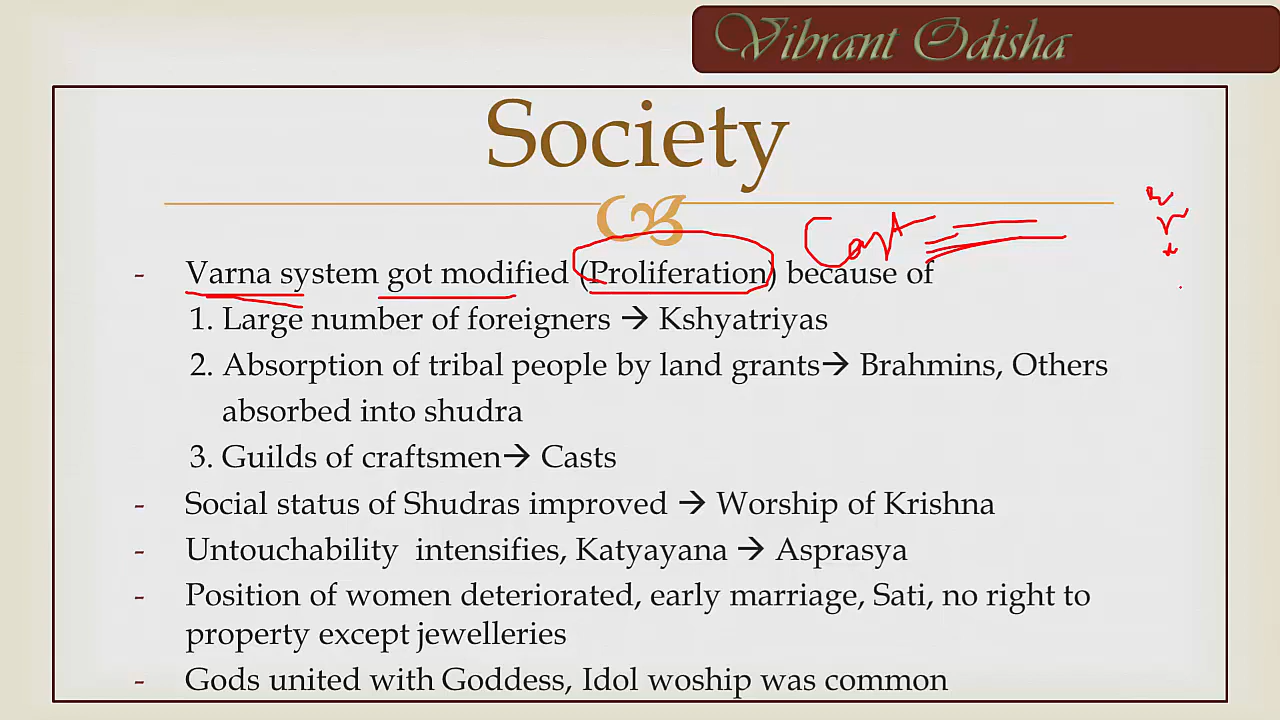 Vibrant Odisha
Society
Cast
- Varna system got modified (Proliferation) because of
1. Large number of foreigners → Kshyatriyas
2. Absorption of tribal people by land grants→ Brahmins, Others
absorbed into shudra
3. Guilds of craftsmen→ Casts
- Social status of Shudras improved → Worship of Krishna
- Untouchability intensifies, Katyayana → Asprasya
- Position of women deteriorated, early marriage, Sati, no right to
property except jewelleries
- Gods united with Goddess, Idol woship was common